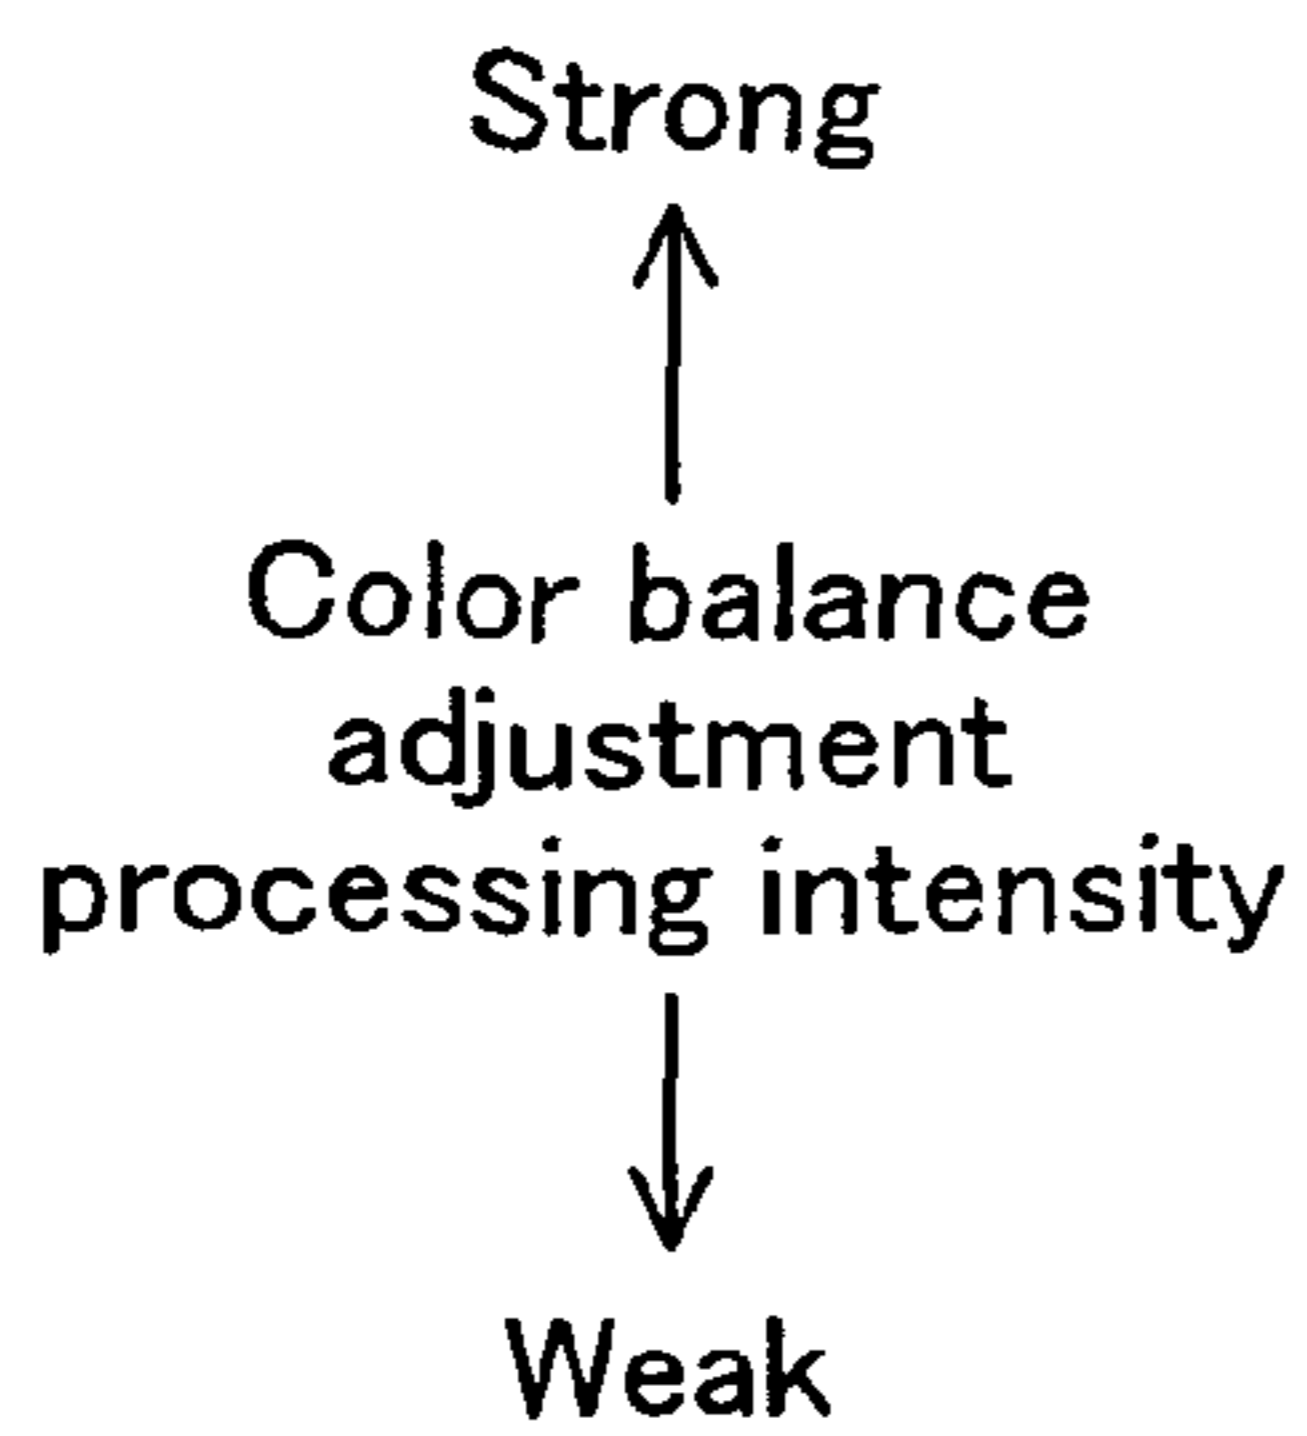 Strong
Color balance
adjustment
processing intensity
Weak